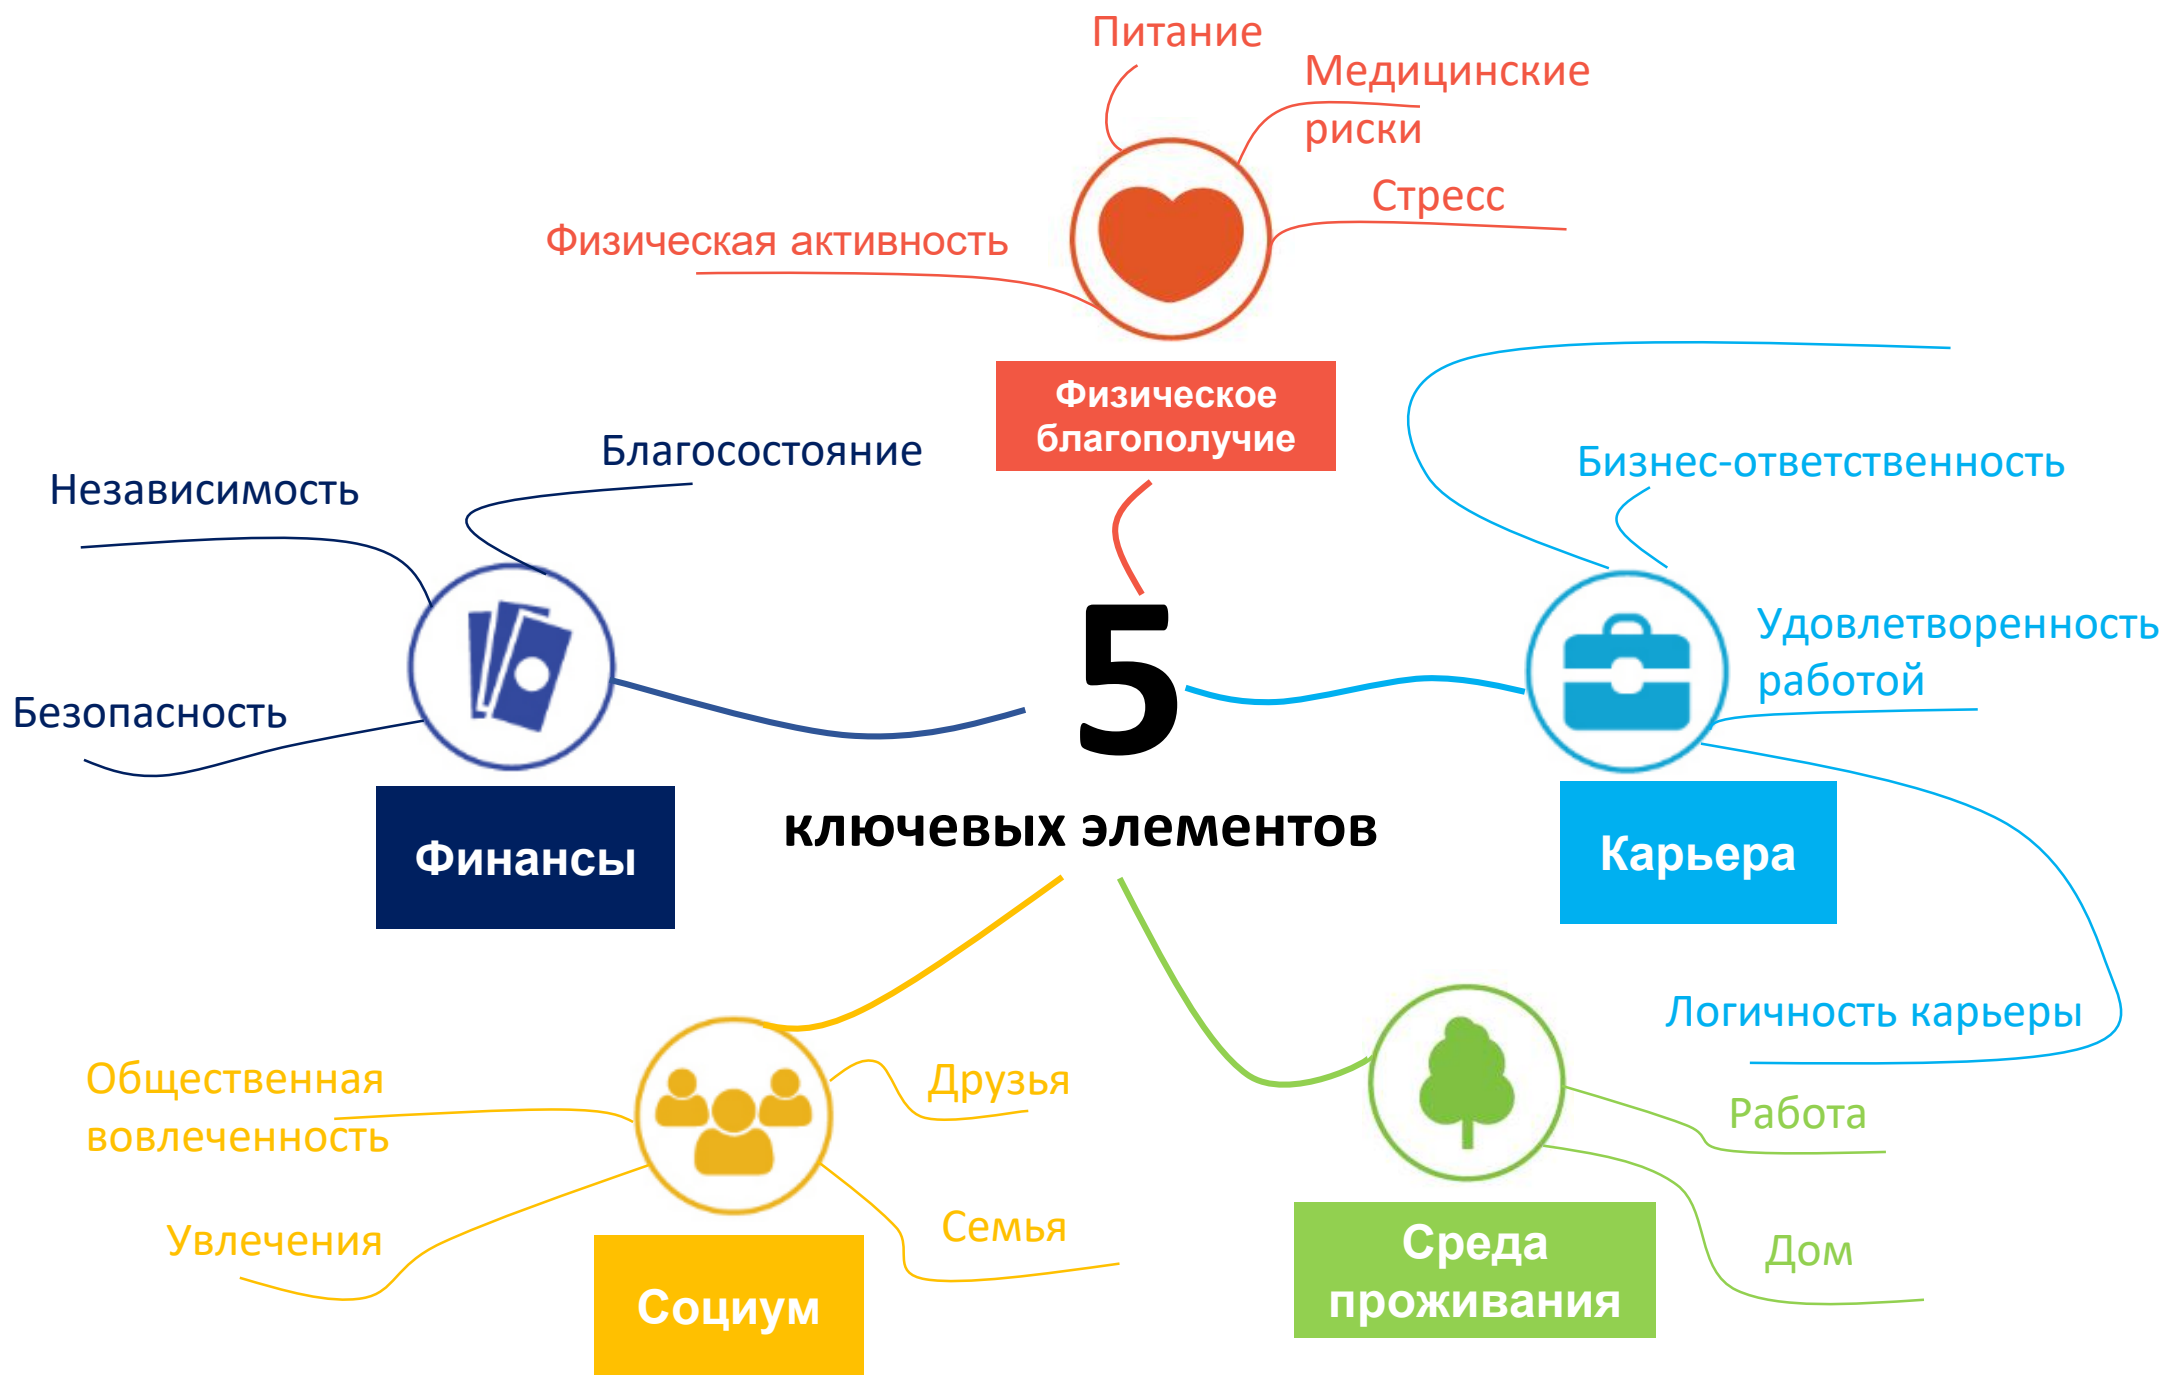 Питание
Медицинские
риски
Стресс
Физическая активность
Физическое
благополучие
Благосостояние
Независимость
Безопасность
Финансы
Бизнес-ответственность
Удовлетворенность
работой
Карьера
Логичность карьеры
5
ключевых элементов
Общественная
вовлеченность
Увлечения
Друзья
Семья
Социум
Работа
Дом
Среда
проживания